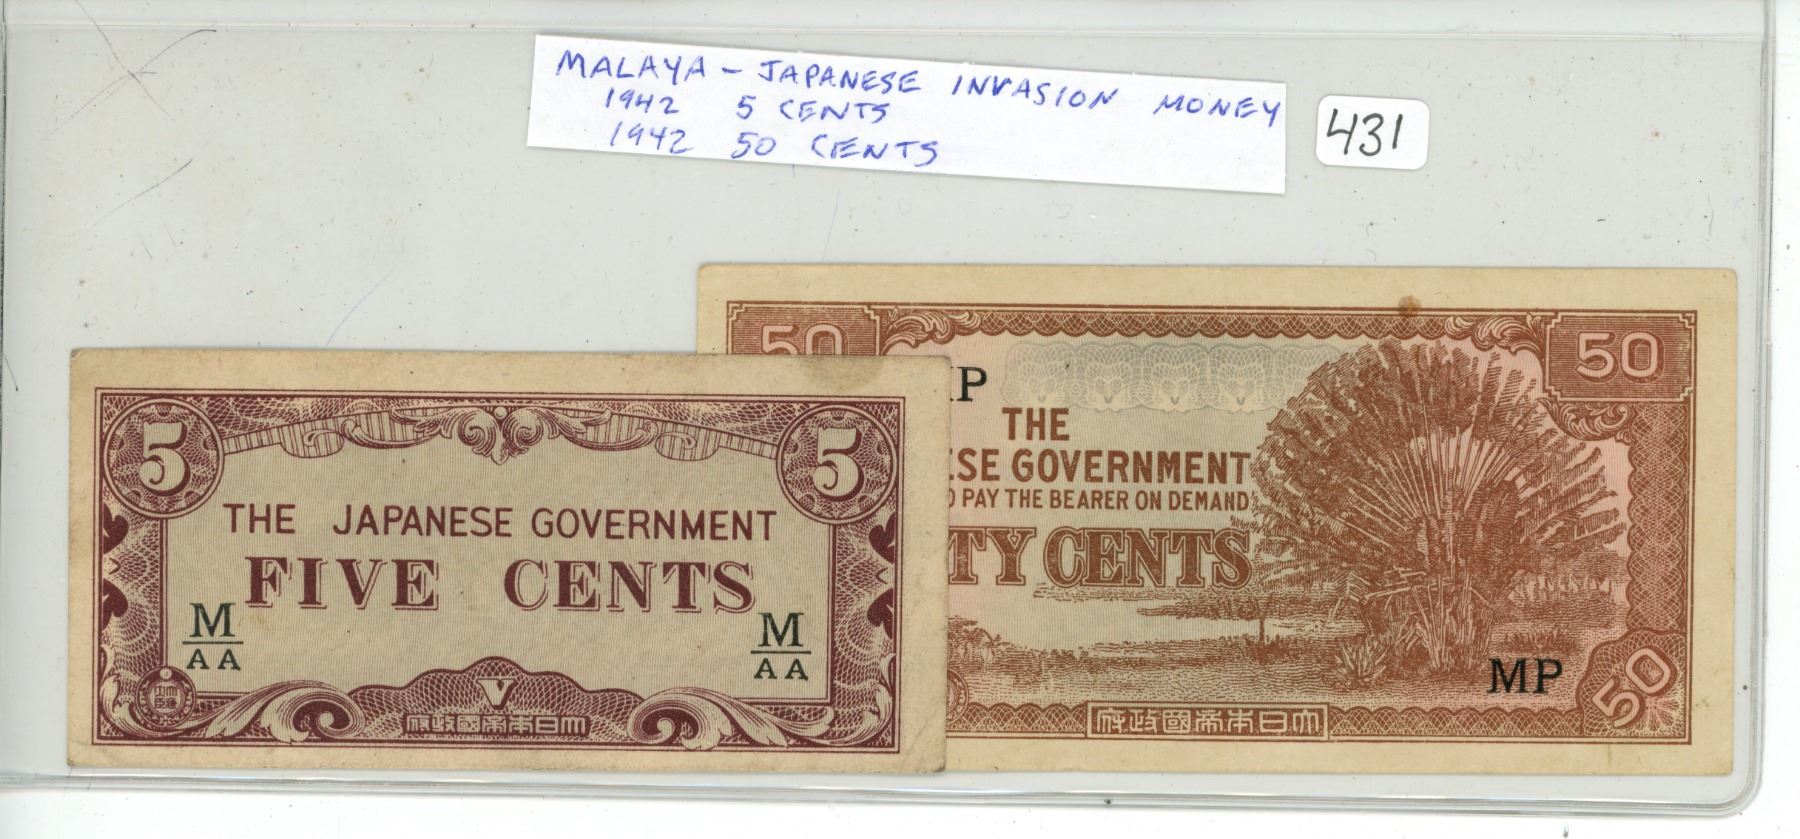 MALAYA - JAPANESE INVASION MONEY
1942 5 CENTS
1942 50 CENTS
431
5 5
THE JAPANESE GOVERNMENT
FIVE CENTS
M M
AA AA
V
府政國帝本日大
50 50
P
THE
ESE GOVERNMENT
O PAY THE BEARER ON DEMAND
TY CENTS
MP
50
府政國帝本日大